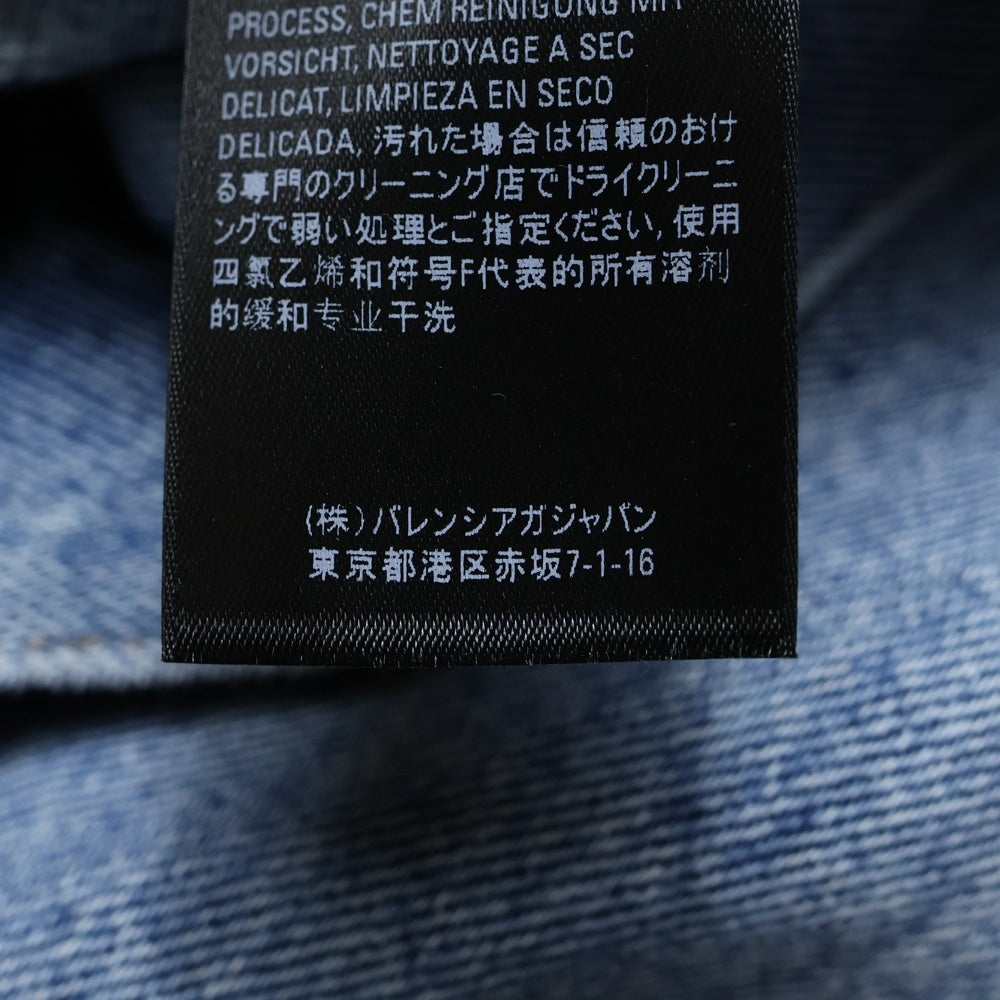 PROCESS, CHEM REINIGUNG MIT
VORSICHT, NETTOYAGE A SEC
DELICAT, LIMPIEZA EN SECO
DELICADA, 汚れた場合は信頼のおけ
る専門のクリーニング店でドライクリーニ
ングで弱い処理とご指定ください, 使用
四氯乙烯和符号F代表的所有溶剂
的缓和专业干洗
(株)バレンシアガジャパン
東京都港区赤坂7-1-16